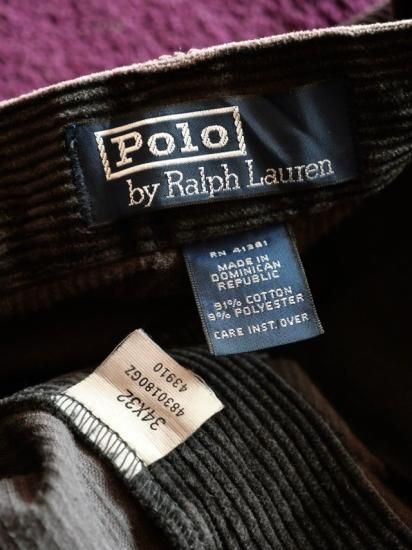 Polo
by Ralph Lauren
RN 41381
MADE IN
DOMINICAN
REPUBLIC
91% COTTON
9% POLYESTER
CARE INST. OVER
34X32
4830180GZ
43910